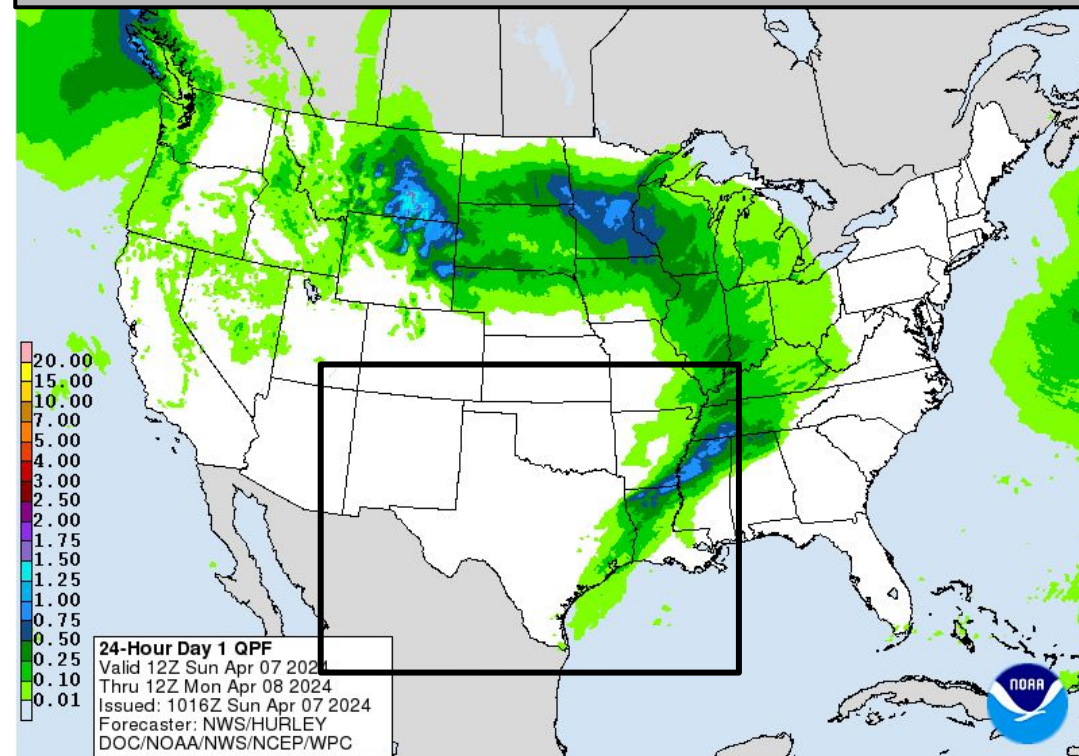 20.00
15.00
10.00
7.00
5.00
4.00
3.00
2.50
2.00
1.75
1.50
1.25
1.00
0.75
0.50
0.25
0.10
0.01
24-Hour Day 1 QPF
Valid 12Z Sun Apr 07 2024
Thru 12Z Mon Apr 08 2024
Issued: 1016Z Sun Apr 07 2024
Forecaster: NWS/HURLEY
DOC/NOAA/NWS/NCEP/WPC
NOAA